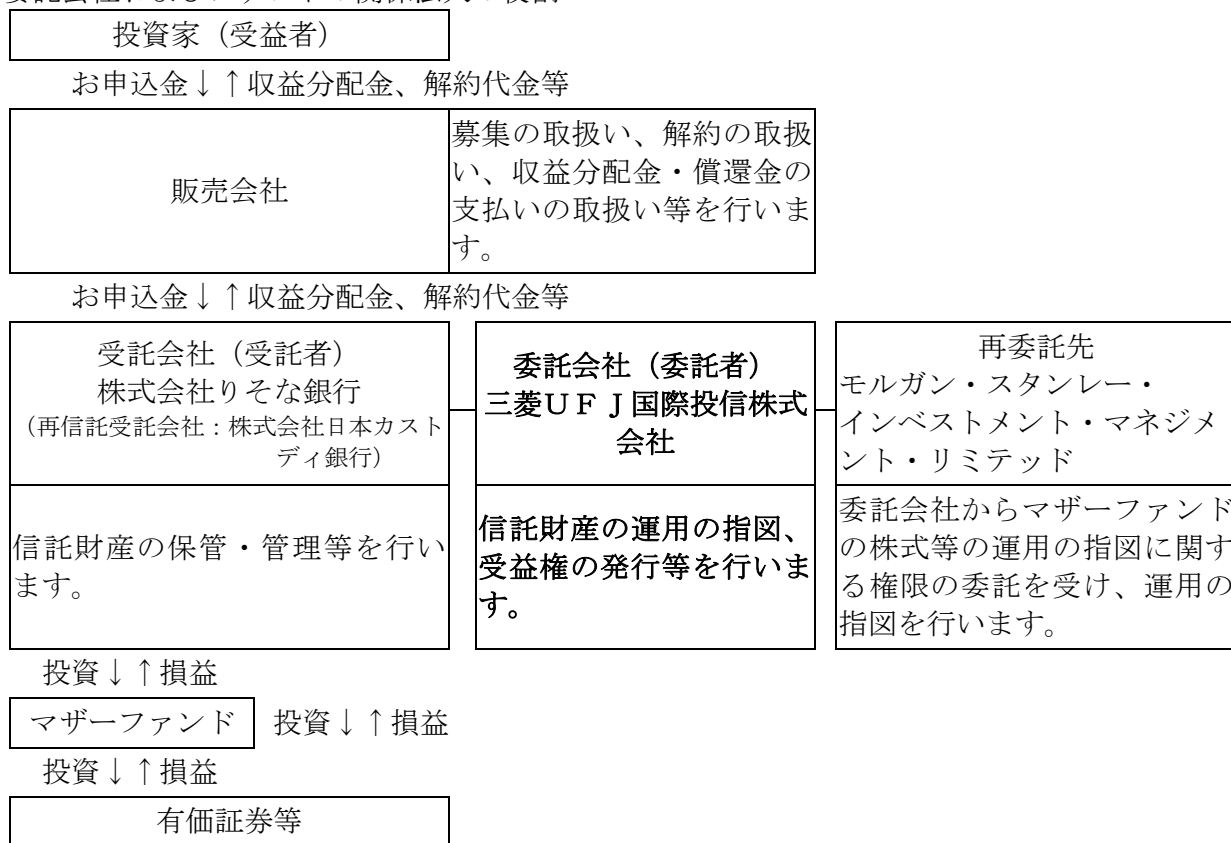 委託会社およびファンドの関係法人の役割
投資家（受益者）
お申込金↓↑収益分配金、解約代金等
販売会社
募集の取扱い、解約の取扱
い、収益分配金・償還金の
支払いの取扱い等を行いま
す。
お申込金↓↑収益分配金、解約代金等
受託会社（受託者）
株式会社りそな銀行
（再信託受託会社：株式会社日本カスト
ディ銀行）
委託会社（委託者）
三菱ＵＦＪ国際投信株式
会社
再委託先
モルガン・スタンレー・
インベストメント・マネジメ
ント・リミテッド
信託財産の保管・管理等を行い
ます。
信託財産の運用の指図、
受益権の発行等を行いま
す。
委託会社からマザーファンド
の株式等の運用の指図に関す
る権限の委託を受け、運用の
指図を行います。
投資↓↑損益
マザーファンド 投資↓↑損益
投資↓↑損益
有価証券等